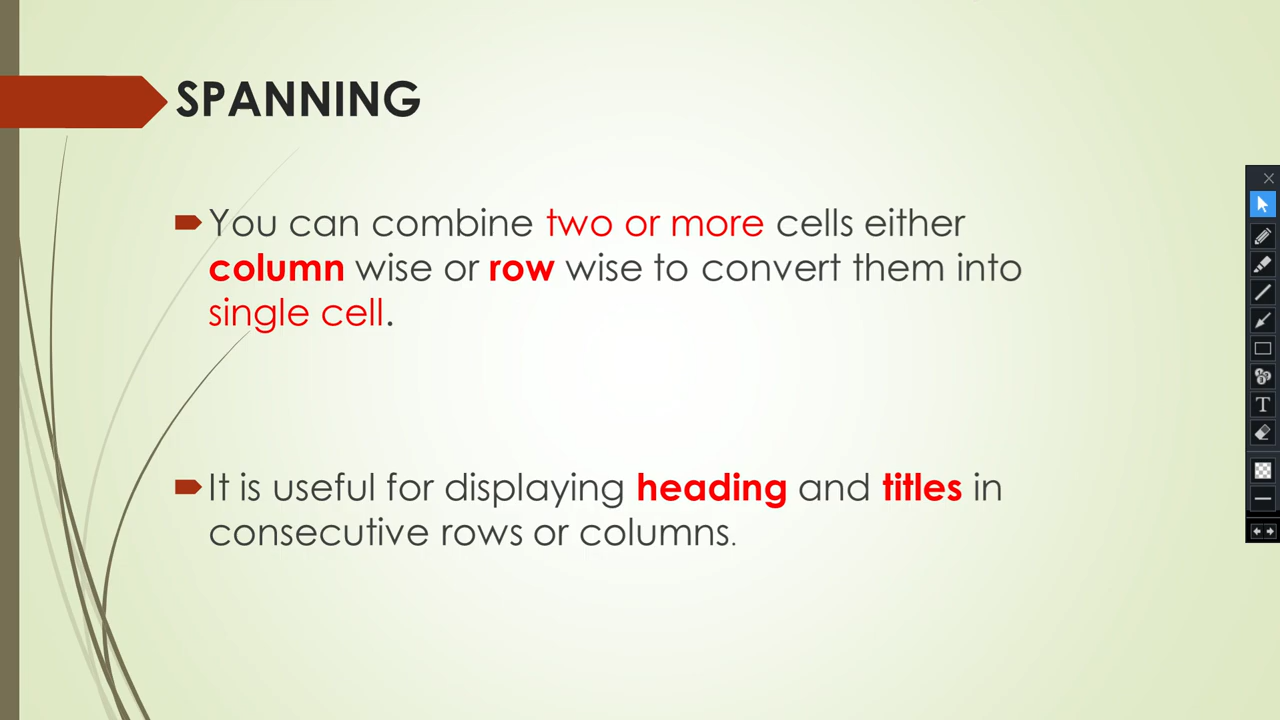 SPANNING
You can combine two or more cells either
column wise or row wise to convert them into
single cell.
It is useful for displaying heading and titles in
consecutive rows or columns.